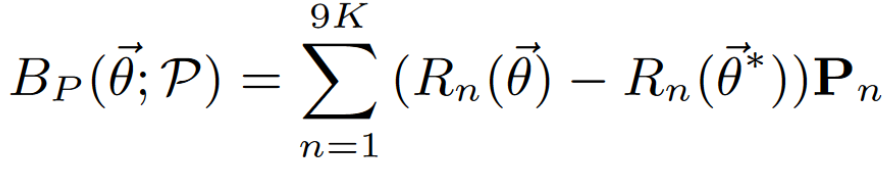 B_P(\vec{\theta}; \mathcal{P}) = \sum_{n=1}^{9K} (R_n(\vec{\theta}) - R_n(\vec{\theta}^*)) \mathbf{P}_n